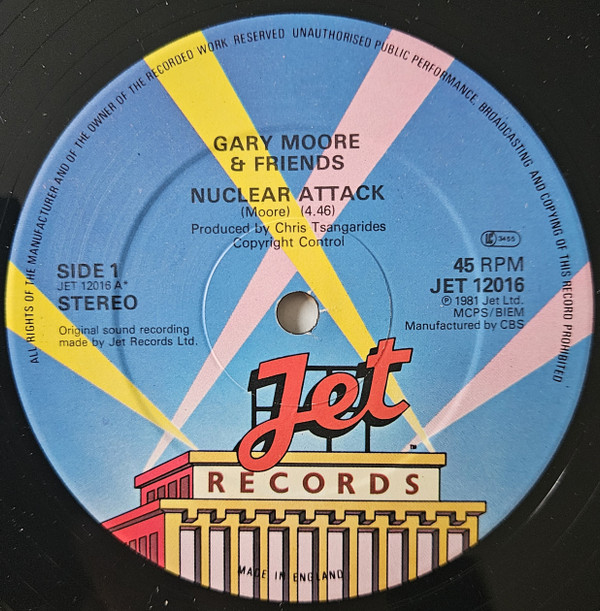 ALL RIGHTS OF THE MANUFACTURER AND OF THE OWNER OF THE RECORDED WORK RESERVED UNAUTHORISED PUBLIC PERFORMANCE BROADCASTING AND COPYING OF THIS RECORD PROHIBITED
GARY MOORE
& FRIENDS
NUCLEAR ATTACK
(Moore) (4.46)
Produced by Chris Tsangarides
Copyright Control
SIDE 1
JET 12016 A*
STEREO
Original sound recording
made by Jet Records Ltd.
LC 3455
45 RPM
JET 12016
℗ 1981 Jet Ltd.
MCPS/BIEM
Manufactured by CBS
Jet
™
RECORDS
MADE IN ENGLAND